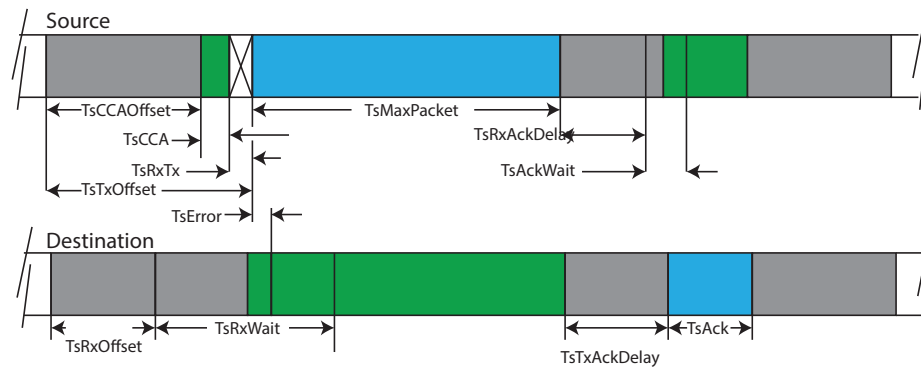 Source
TsCCAOffset
TsMaxPacket
TsCCA
TsRxAckDelay
TsRxTx
TsAckWait
TsTxOffset
TsError
Destination
TsRxWait
TsAck
TsRxOffset
TsTxAckDelay